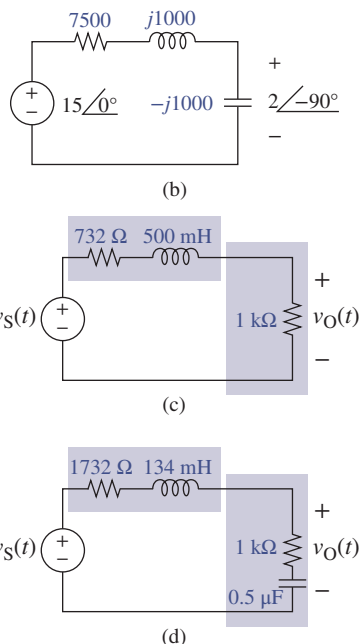 7500 j1000
+ +
− 15∠0° −j1000 2∠−90°
−
(b)
732 Ω 500 mH
+
+ −
vS(t) 1 kΩ vO(t)
−
(c)
1732 Ω 134 mH
+
+ −
vS(t) 1 kΩ vO(t)
0.5 μF −
(d)